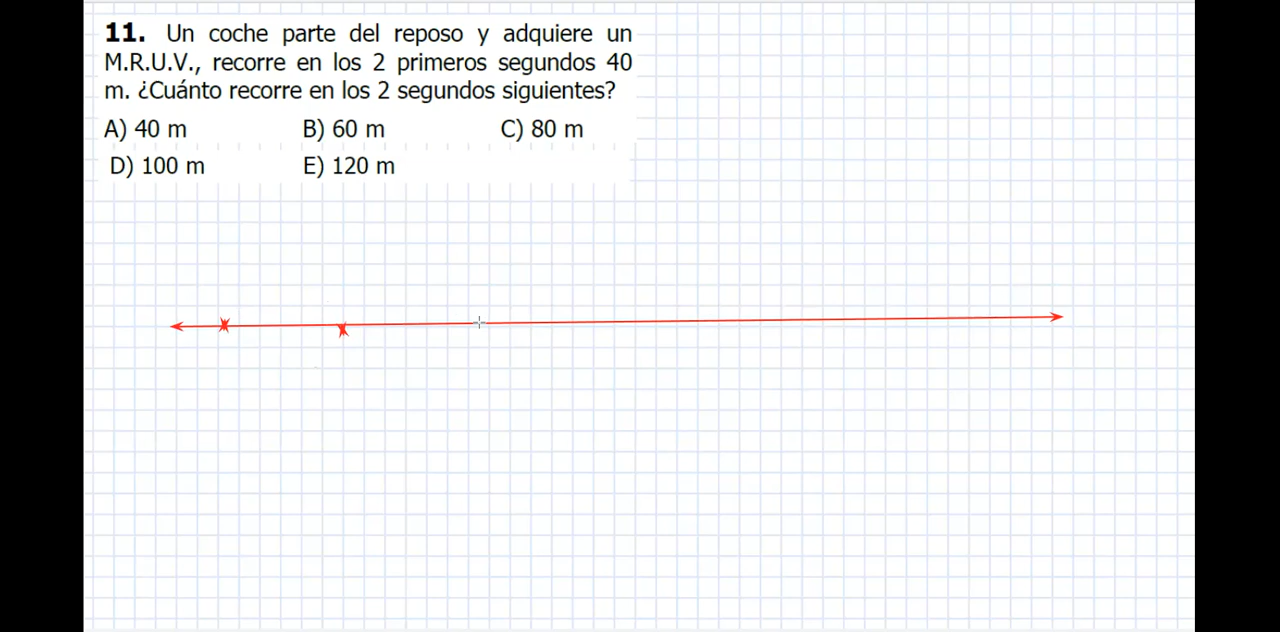 11. Un coche parte del reposo y adquiere un
M.R.U.V., recorre en los 2 primeros segundos 40
m. ¿Cuánto recorre en los 2 segundos siguientes?
A) 40 m B) 60 m C) 80 m
D) 100 m E) 120 m